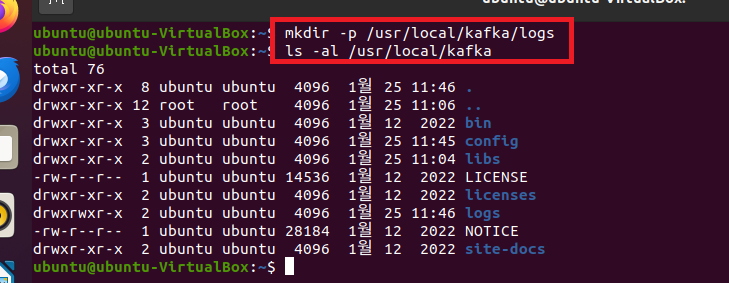 ubuntu@ubuntu-VirtualBox:~$ mkdir -p /usr/local/kafka/logs
ubuntu@ubuntu-VirtualBox:~$ ls -al /usr/local/kafka
total 76
drwxr-xr-x  8 ubuntu ubuntu  4096  1월 25 11:46 .
drwxr-xr-x 12 root   root    4096  1월 25 11:06 ..
drwxr-xr-x  3 ubuntu ubuntu  4096  1월 12  2022 bin
drwxr-xr-x  3 ubuntu ubuntu  4096  1월 25 11:45 config
drwxr-xr-x  2 ubuntu ubuntu  4096  1월 25 11:04 libs
-rw-r--r--  1 ubuntu ubuntu 14536  1월 12  2022 LICENSE
drwxr-xr-x  2 ubuntu ubuntu  4096  1월 12  2022 licenses
drwxrwxr-x  2 ubuntu ubuntu  4096  1월 25 11:46 logs
-rw-r--r--  1 ubuntu ubuntu 28184  1월 12  2022 NOTICE
drwxr-xr-x  2 ubuntu ubuntu  4096  1월 12  2022 site-docs
ubuntu@ubuntu-VirtualBox:~$